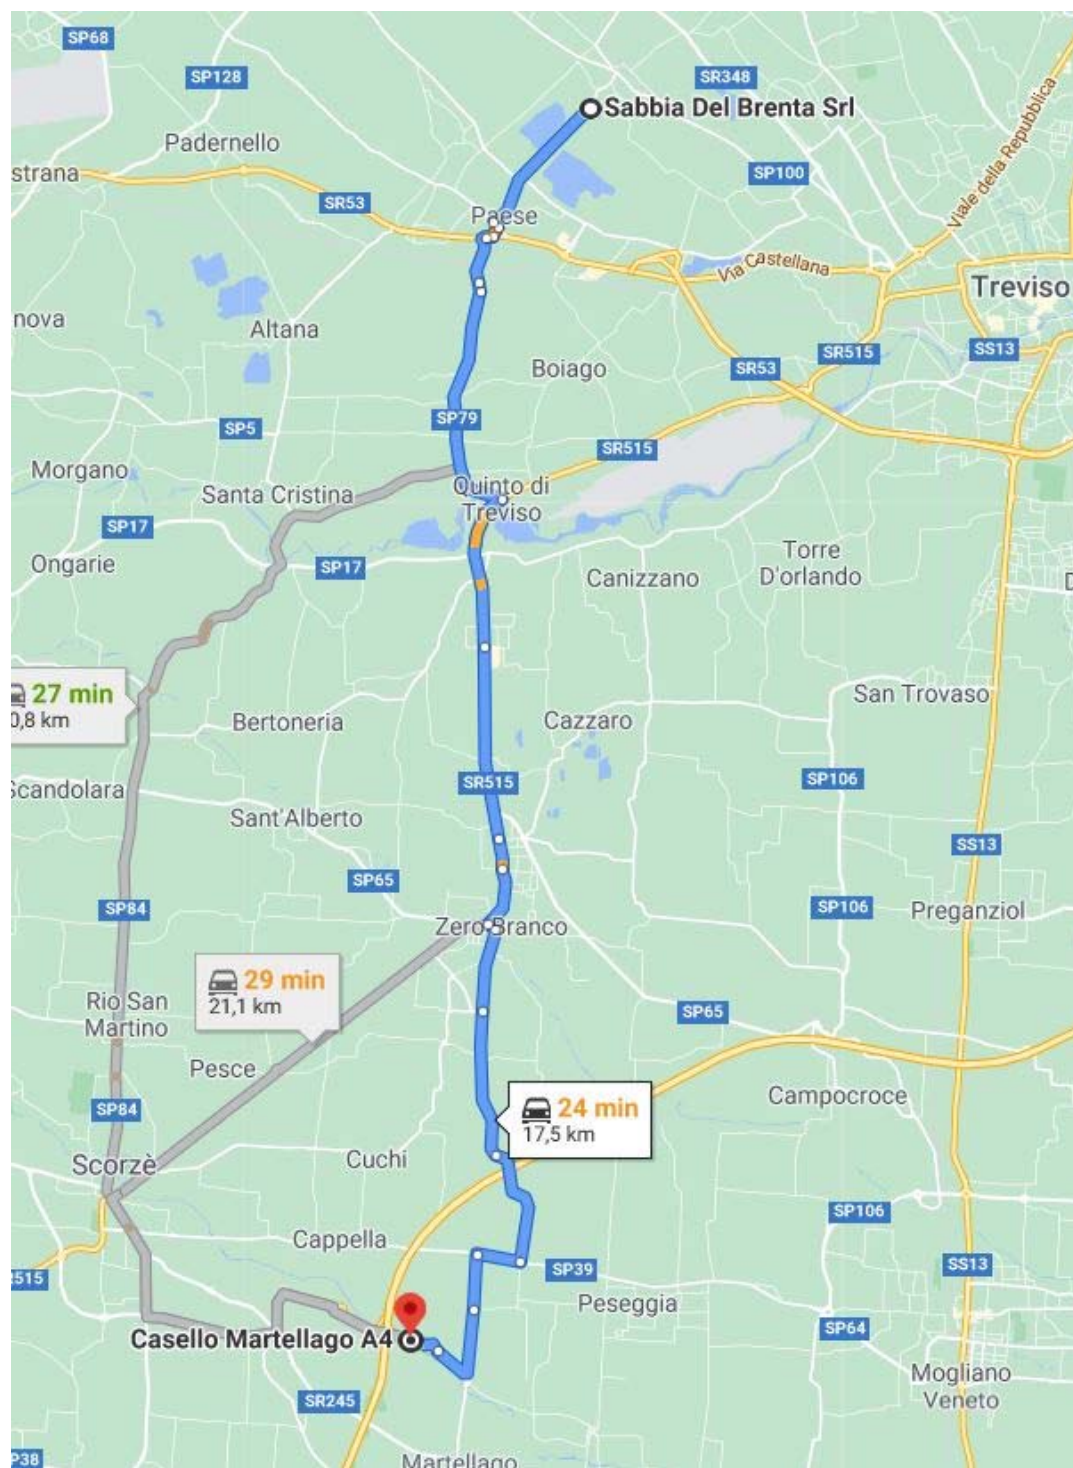 SP68
SP128
SR348
Sabbia Del Brenta Srl
Viale della Repubblica
Padernello
strana
SP100
SR53
Paese
Via Castellana
Treviso
nova
Altana
SS13
SR515
Boiago
SR53
SP79
SP5
SR515
Morgano
Santa Cristina
Quinto di
Treviso
SP17
Ongarie
SP17
Torre
D'orlando
Canizzano
27 min
0,8 km
San Trovaso
Bertoneria
Cazzaro
SP106
SR515
Scandolara
Sant'Alberto
SS13
SP65
SP84
SP106
Preganziol
Zero Branco
29 min
21,1 km
Rio San
Martino
SP65
Pesce
Campocroce
SP84
24 min
17,5 km
Cuchi
Scorzè
SP106
Cappella
SS13
R515
SP39
Peseggia
SP64
Casello Martellago A4
Mogliano
Veneto
SR245
P38
Martellago